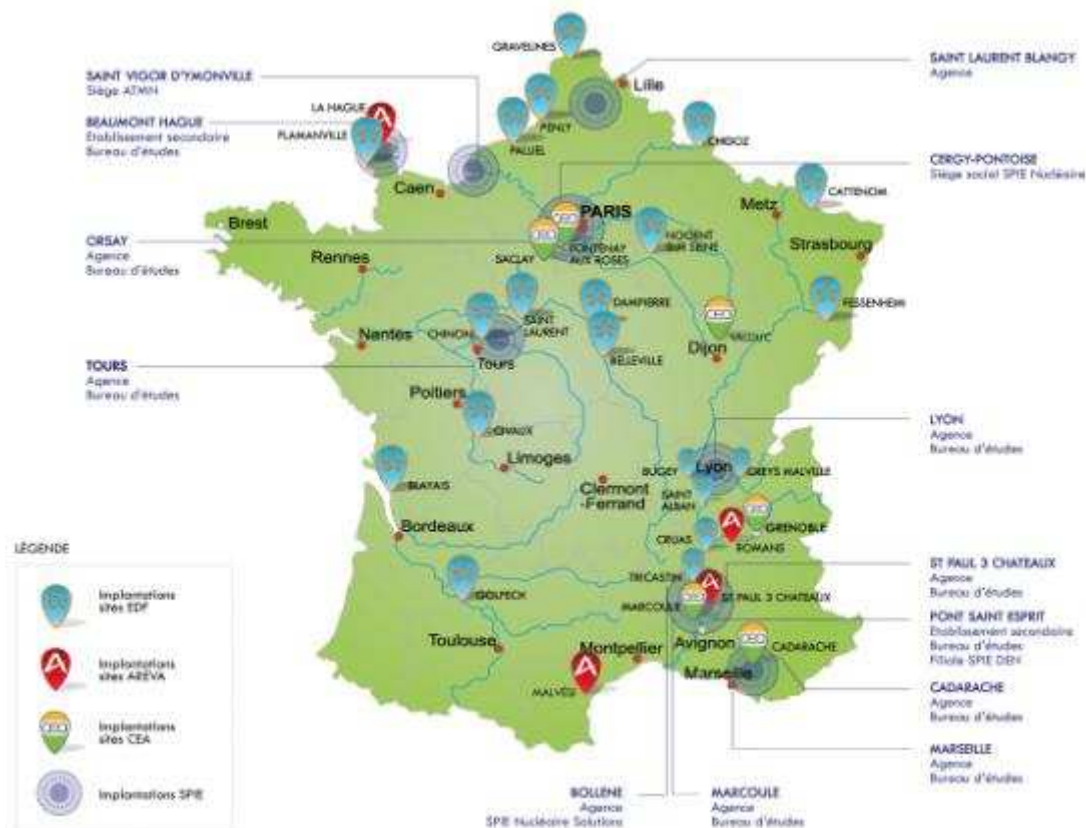 GRAVELINES
SAINT LAURENT BLANGY
Agence
Lille
SAINT VIGOR D'YMONVILLE
Siège ATMN
LA HAGUE
BEAUMONT HAGUE
Etablissement secondaire
Bureau d'études
FLAMANVILLE
PENLY
PALUEL
CHOOZ
CERGY-PONTOISE
Siège social SPIE Nucléaire
CATTENOM
Caen
Metz
PARIS
Brest
NOGENT
SUR SEINE
Strasbourg
ORSAY
Agence
Bureau d'études
FONTENAY
AUX ROSES
SACLAY
Rennes
DAMPIERRE
FESSENHEIM
SAINT
LAURENT
CHINON
Nantes
BELLEVILLE
Dijon
TOURS
Agence
Bureau d'études
Tours
Poitiers
CIVAUX
LYON
Agence
Bureau d'études
Limoges
BUGEY
Lyon
CREYS MALVILLE
BLAYAIS
Clermont
-Ferrand
SAINT
ALBAN
GRENOBLE
Bordeaux
CRUAS
ROMANS
LÉGENDE
Implantations
sites EDF
Implantations
sites AREVA
Implantations
sites CEA
CEA
Implantations SPIE
TRICASTIN
ST PAUL 3 CHATEAUX
Agence
Bureau d'études
GOLFECH
MARCOULE
ST PAUL 3 CHATEAUX
PONT SAINT ESPRIT
Etablissement secondaire
Bureau d'études
Filiale SPIE DEN
Toulouse
Montpellier
Avignon
CADARACHE
MALVESI
Marseille
CADARACHE
Agence
Bureau d'études
MARSEILLE
Agence
Bureau d'études
BOLLENE
Agence
SPIE Nucléaire Solutions
MARCOULE
Agence
Bureau d'études